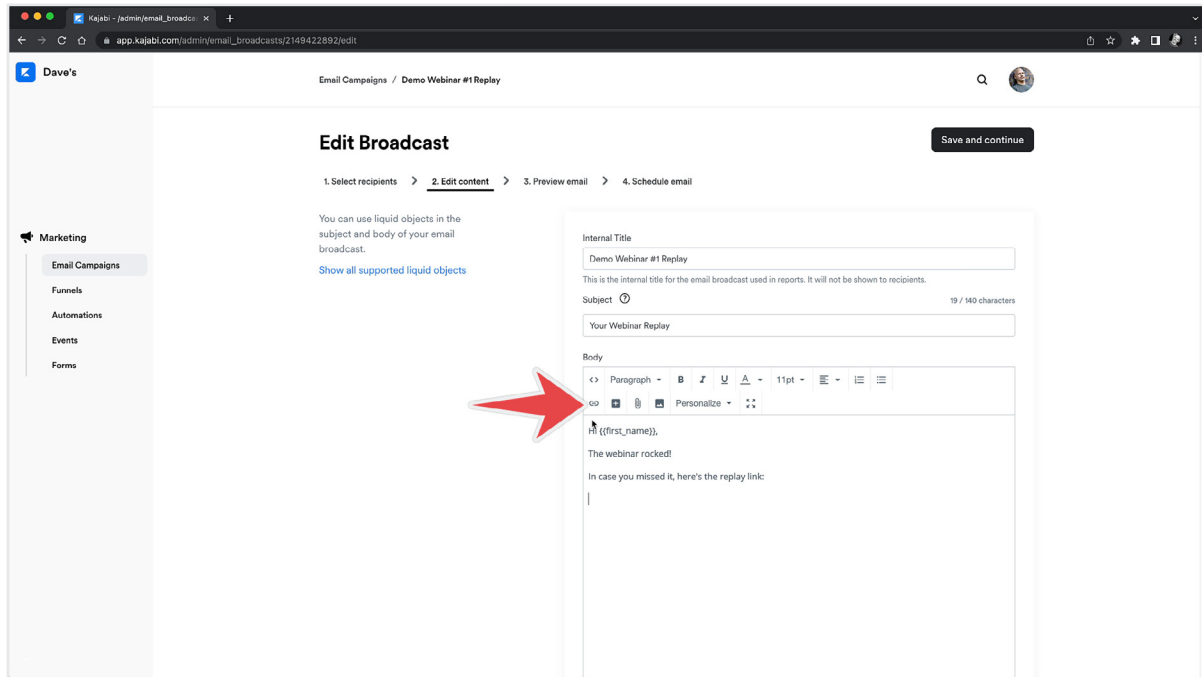 Kajabi - /admin/email_broadcas
app.kajabi.com/admin/email_broadcasts/2149422892/edit
Dave's
Email Campaigns / Demo Webinar #1 Replay
Edit Broadcast
Save and continue
1. Select recipients > 2. Edit content > 3. Preview email > 4. Schedule email
You can use liquid objects in the
subject and body of your email
broadcast.
Show all supported liquid objects
Marketing
Email Campaigns
Funnels
Automations
Events
Forms
Internal Title
Demo Webinar #1 Replay
This is the internal title for the email broadcast used in reports. It will not be shown to recipients.
Subject
19 / 140 characters
Your Webinar Replay
Body
Paragraph B I U A 11pt
Personalize
Hi {{first_name}},
The webinar rocked!
In case you missed it, here's the replay link: